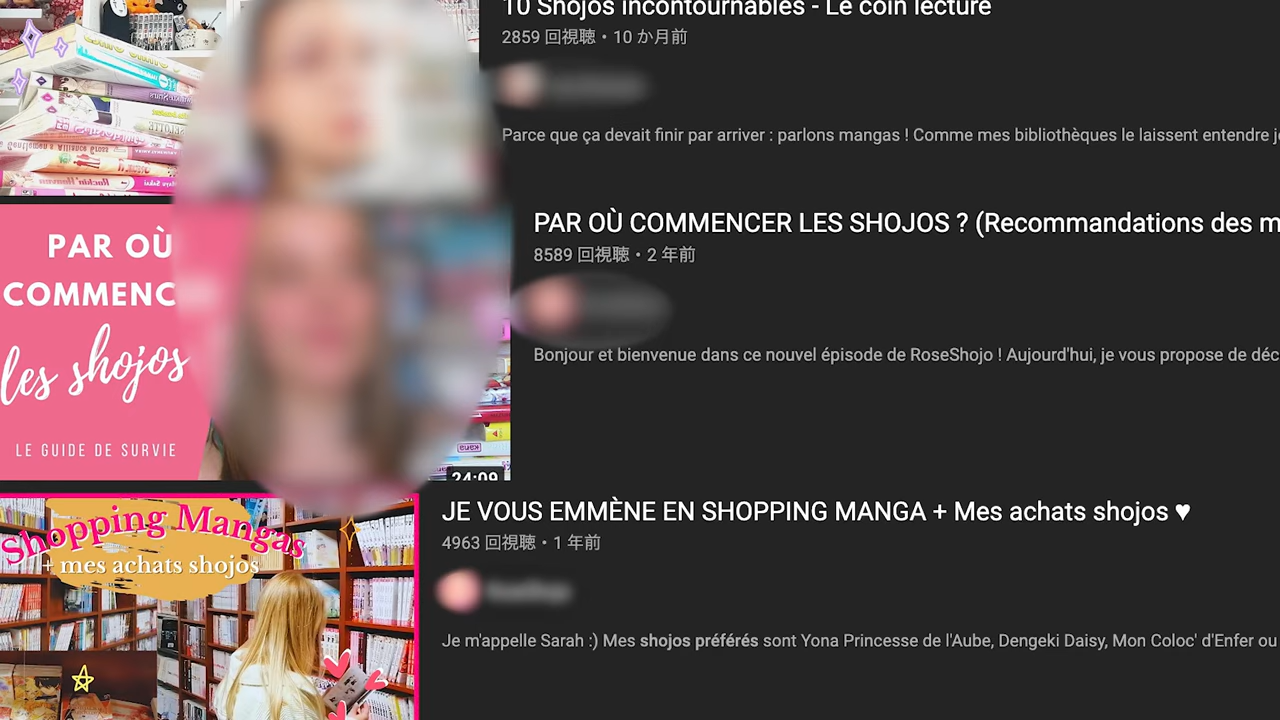 10 Shojos incontournables - Le coin lecture
2859 回視聴・10 か月前
Parce que ça devait finir par arriver : parlons mangas ! Comme mes bibliothèques le laissent entendre j
PAR OÙ
COMMENC
les shojos
LE GUIDE DE SURVIE
24:09
PAR OÙ COMMENCER LES SHOJOS ? (Recommandations des m
8589 回視聴・2 年前
Bonjour et bienvenue dans ce nouvel épisode de RoseShojo ! Aujourd'hui, je vous propose de déc
Shopping Mangas
+ mes achats shojos
JE VOUS EMMÈNE EN SHOPPING MANGA + Mes achats shojos ♥
4963 回視聴・1 年前
Je m'appelle Sarah :) Mes shojos préférés sont Yona Princesse de l'Aube, Dengeki Daisy, Mon Coloc' d'Enfer ou